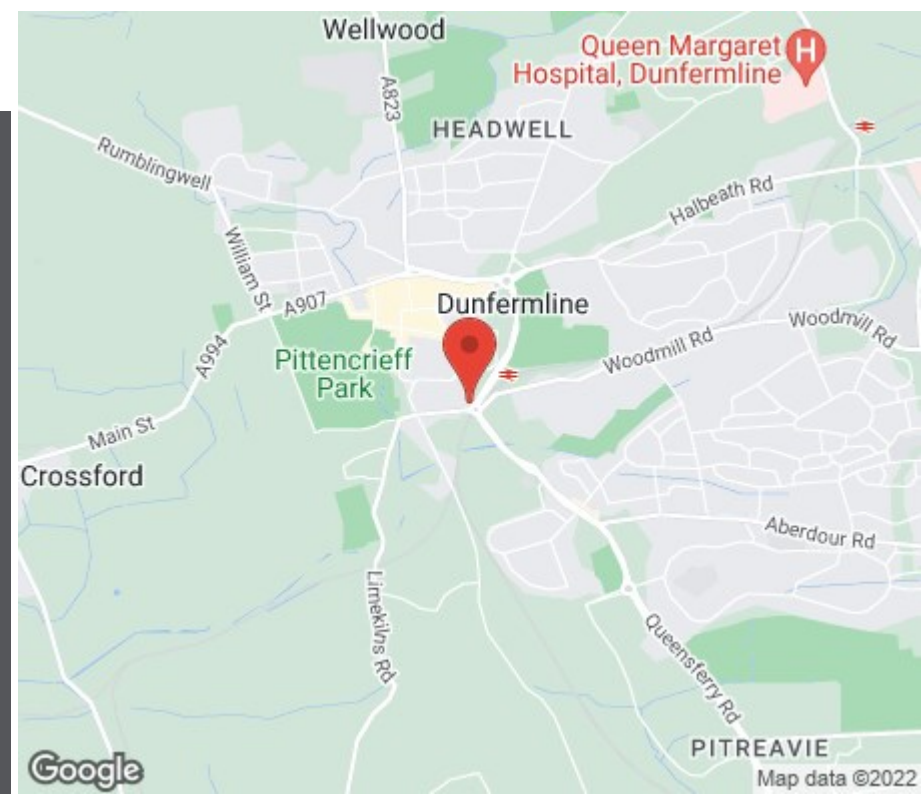 Wellwood
Queen Margaret
Hospital, Dunfermline
H
A823
HEADWELL
Rumblingwell
Halbeath Rd
William St
A907
Dunfermline
Woodmill Rd
Woodmill Rd
A994
Pittencrieff
Park
Main St
Crossford
Aberdour Rd
Limekilns Rd
Queensferry Rd
PITREAVIE
Google
Map data ©2022